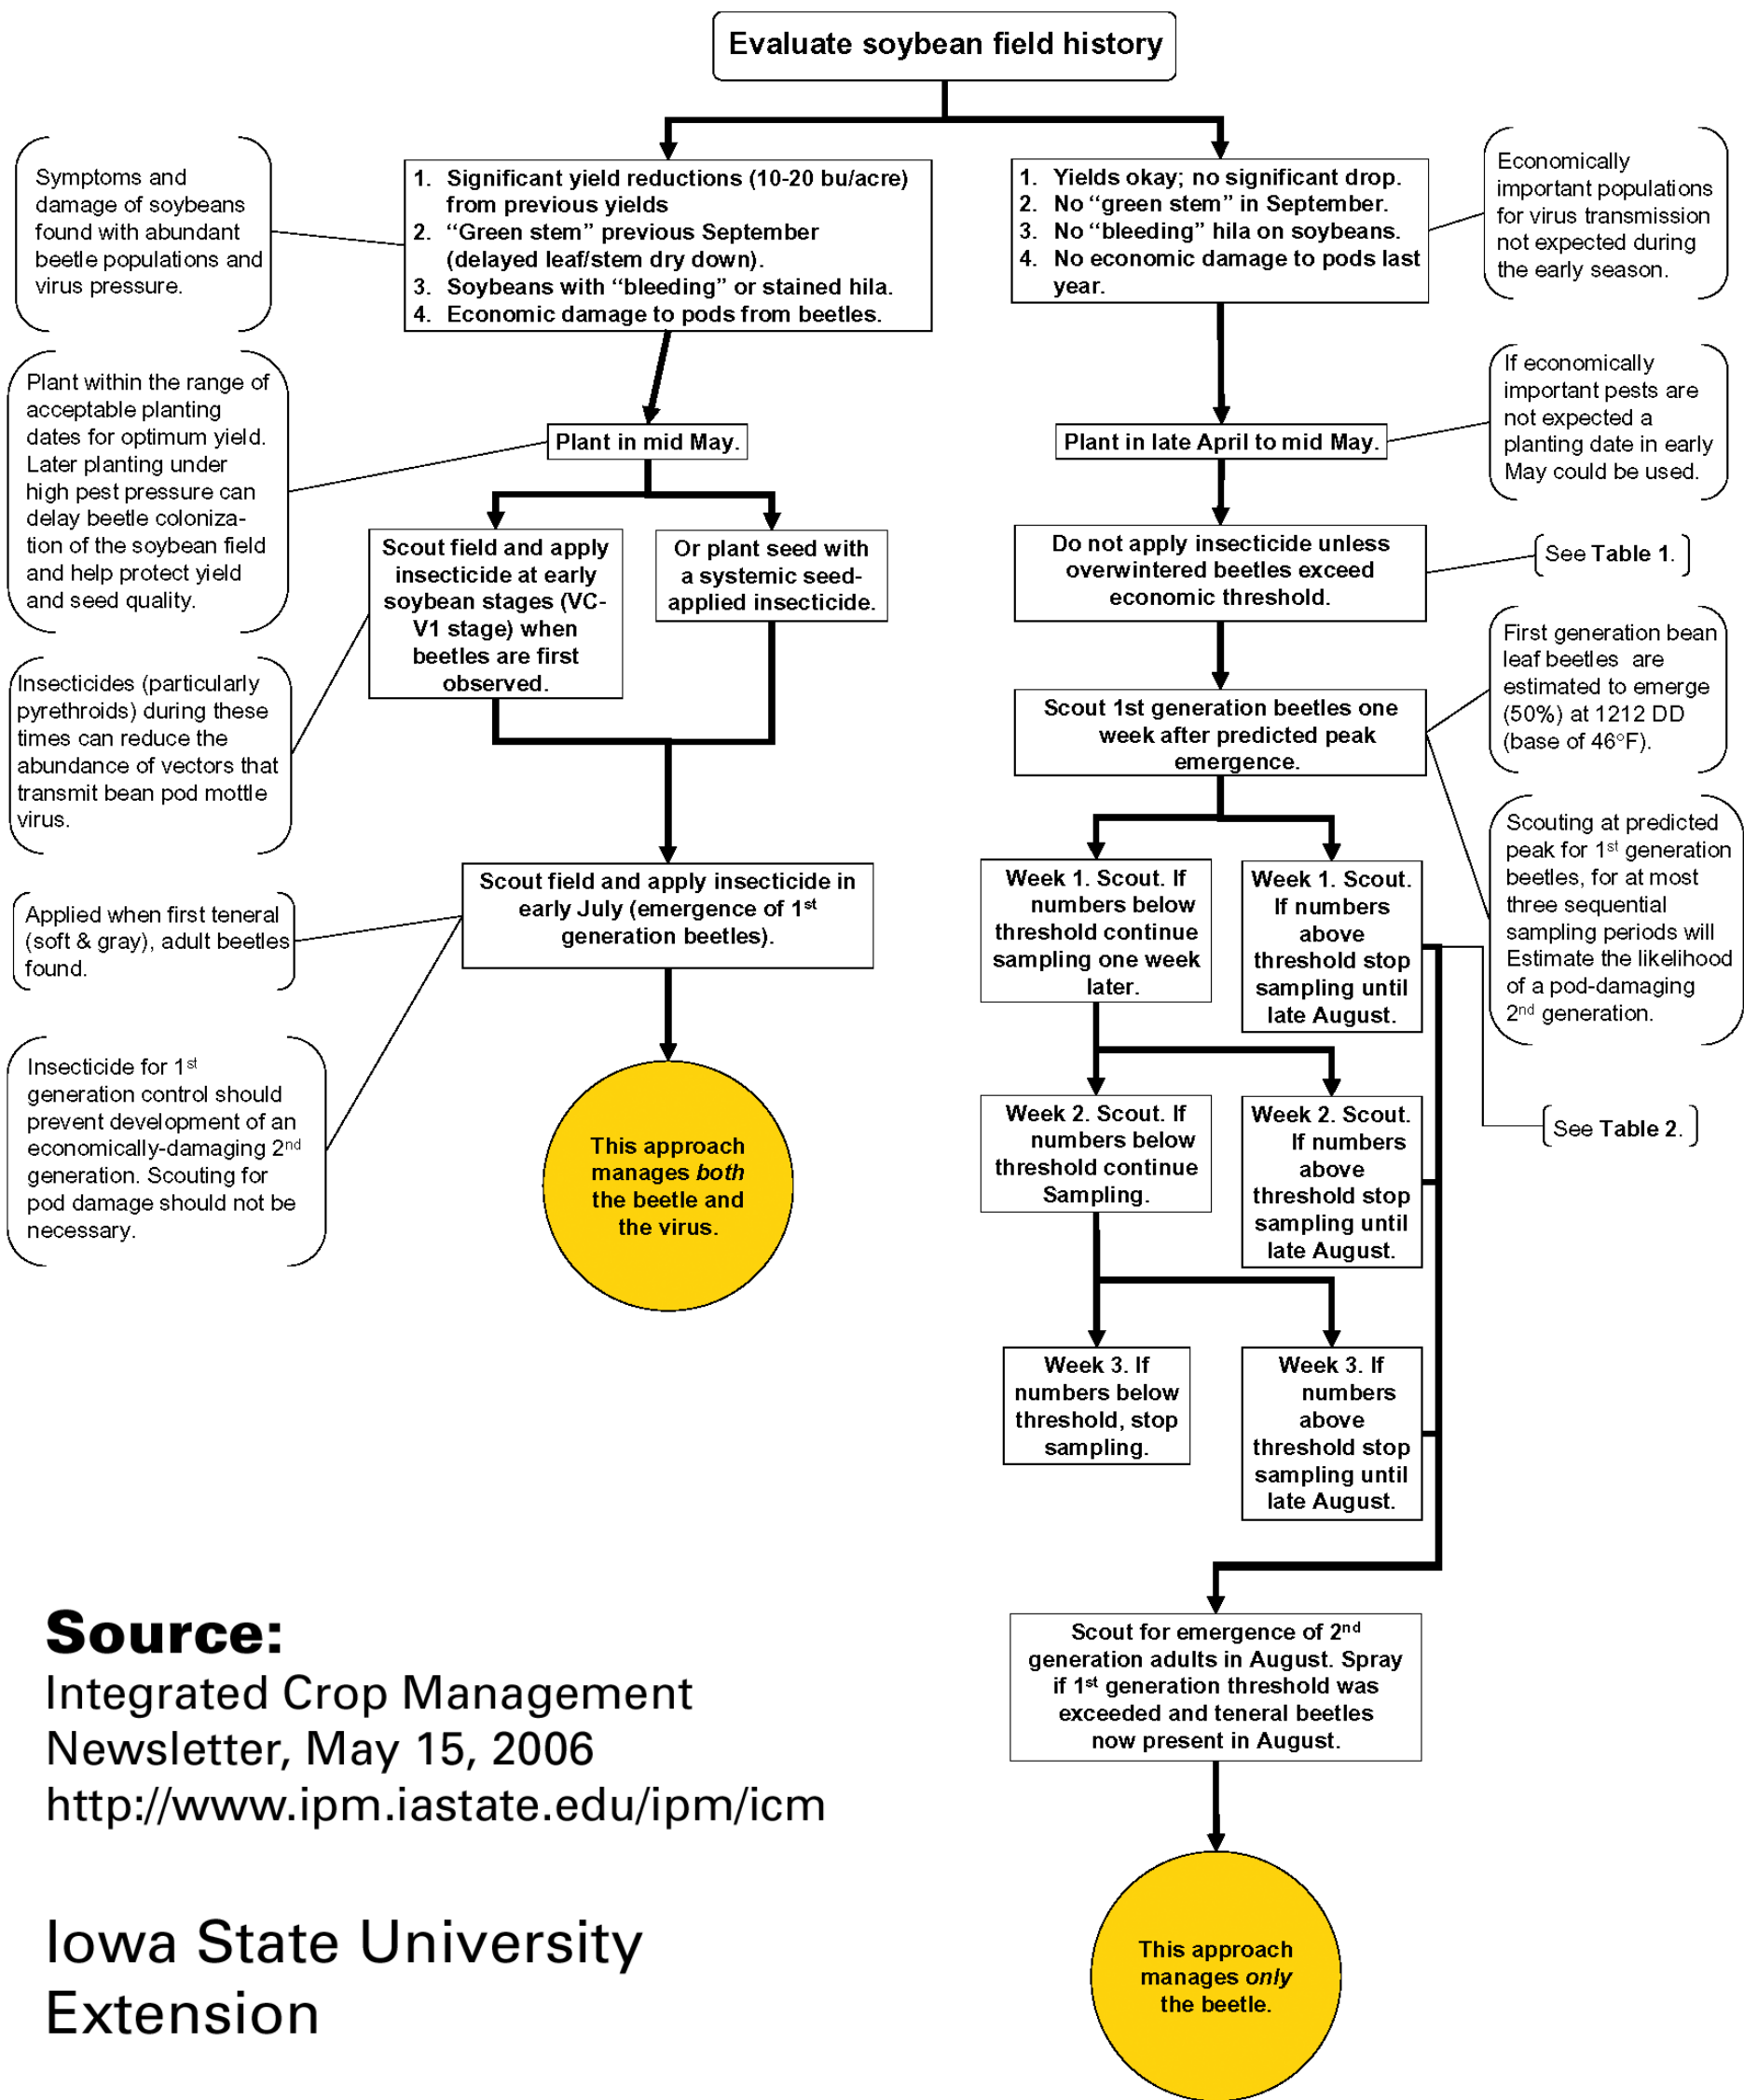 Evaluate soybean field history
Symptoms and
damage of soybeans
found with abundant
beetle populations and
virus pressure.
1. Significant yield reductions (10-20 bu/acre)
from previous yields
2. “Green stem” previous September
(delayed leaf/stem dry down).
3. Soybeans with “bleeding” or stained hila.
4. Economic damage to pods from beetles.
1. Yields okay; no significant drop.
2. No “green stem” in September.
3. No “bleeding” hila on soybeans.
4. No economic damage to pods last
year.
Economically
important populations
for virus transmission
not expected during
the early season.
Plant within the range of
acceptable planting
dates for optimum yield.
Later planting under
high pest pressure can
delay beetle coloniza-
tion of the soybean field
and help protect yield
and seed quality.
Plant in mid May.
Plant in late April to mid May.
If economically
important pests are
not expected a
planting date in early
May could be used.
Scout field and apply
insecticide at early
soybean stages (VC-
V1 stage) when
beetles are first
observed.
Or plant seed with
a systemic seed-
applied insecticide.
Do not apply insecticide unless
overwintered beetles exceed
economic threshold.
See Table 1.
Insecticides (particularly
pyrethroids) during these
times can reduce the
abundance of vectors that
transmit bean pod mottle
virus.
Scout 1st generation beetles one
week after predicted peak
emergence.
First generation bean
leaf beetles are
estimated to emerge
(50%) at 1212 DD
(base of 46°F).
Scouting at predicted
peak for 1st generation
beetles, for at most
three sequential
sampling periods will
Estimate the likelihood
of a pod-damaging
2nd generation.
Applied when first teneral
(soft & gray), adult beetles
found.
Scout field and apply insecticide in
early July (emergence of 1st
generation beetles).
Week 1. Scout. If
numbers below
threshold continue
sampling one week
later.
Week 1. Scout.
If numbers
above
threshold stop
sampling until
late August.
Insecticide for 1st
generation control should
prevent development of an
economically-damaging 2nd
generation. Scouting for
pod damage should not be
necessary.
This approach
manages both
the beetle and
the virus.
Week 2. Scout. If
numbers below
threshold continue
Sampling.
Week 2. Scout.
If numbers
above
threshold stop
sampling until
late August.
See Table 2.
Week 3. If
numbers below
threshold, stop
sampling.
Week 3. If
numbers
above
threshold stop
sampling until
late August.
Scout for emergence of 2nd
generation adults in August. Spray
if 1st generation threshold was
exceeded and teneral beetles
now present in August.
This approach
manages only
the beetle.
Source:
Integrated Crop Management
Newsletter, May 15, 2006
http://www.ipm.iastate.edu/ipm/icm
Iowa State University
Extension